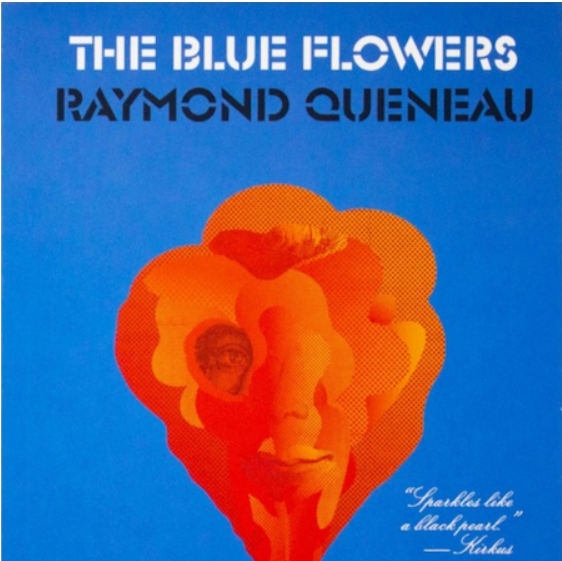 THE BLUE FLOWERS
RAYMOND QUENEAU
“Sparkles like
a black pearl.”
— Kirkus